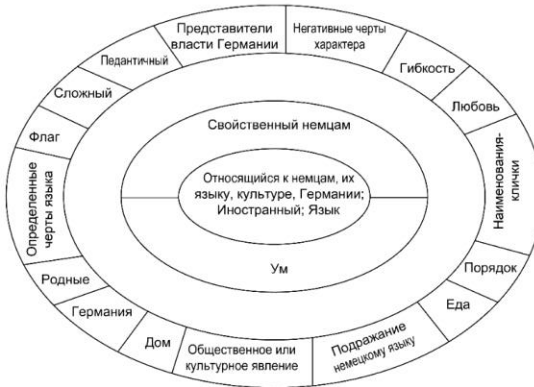 Представители
власти Германии
Негативные черты
характера
Гибкость
Любовь
Наименования-
клички
Порядок
Еда
Подражание
немецкому языку
Общественное или
культурное явление
Дом
Германия
Родные
Определенные
черты языка
Флаг
Сложный
Педантичный
Свойственный немцам
Относящийся к немцам, их
языку, культуре, Германии;
Иностранный; Язык
Ум